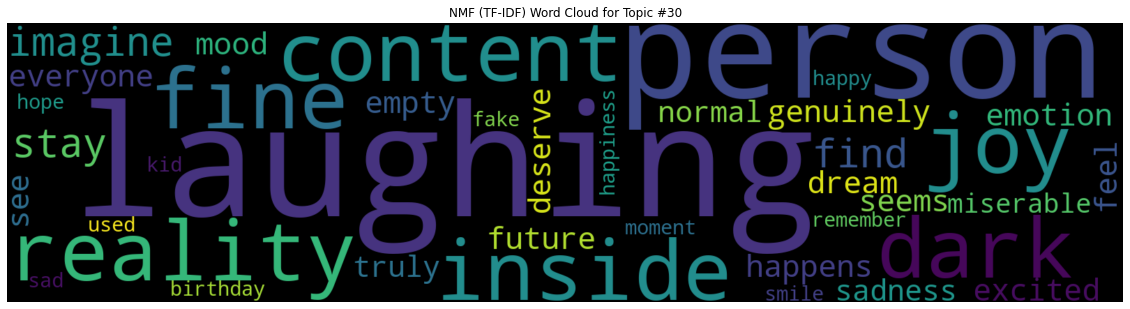 NMF (TF-IDF) Word Cloud for Topic #30
imagine mood content person
everyone fine empty fake happy
hope laughing deserve happiness normal genuinely emotion
stay kid find joy feel
see dream seems miserable
used future moment remember
reality truly inside happens dark
sad birthday smile sadness excited